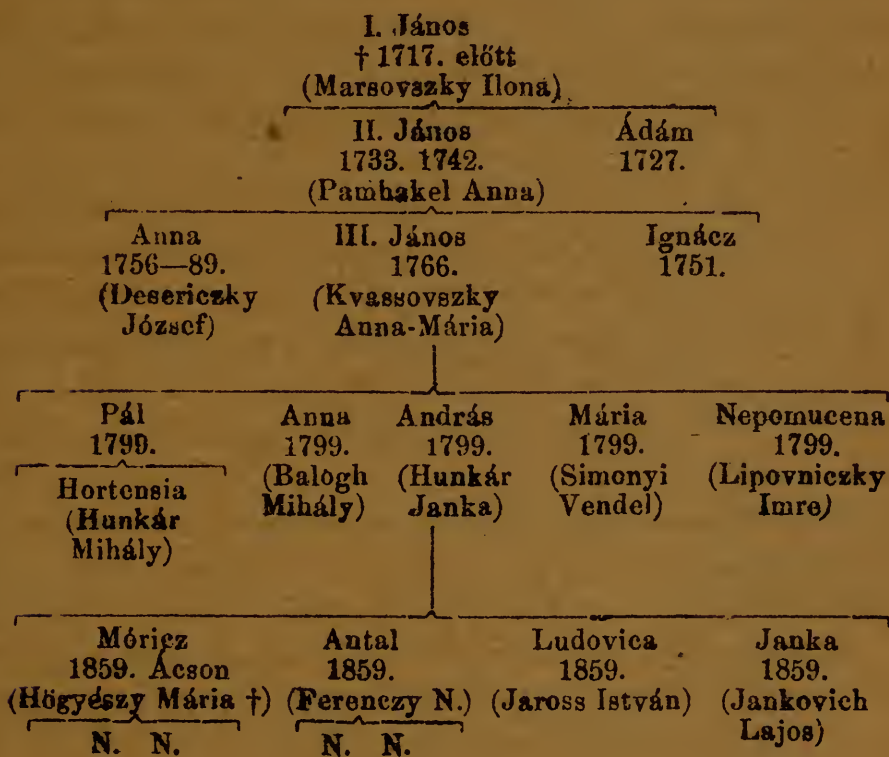 I. János
† 1717. előtt
(Marsovszky Ilona)
II. János Ádám
1733. 1742. 1727.
(Pamhakel Anna)
Anna III. János Ignácz
1756—89. 1766. 1751.
(Desericzky (Kvassovszky
József) Anna-Mária)
Pál Anna András Mária Nepomucena
1799. 1799. 1799. 1799. 1799.
Hortensia (Balogh (Hunkár (Simonyi (Lipovniczky
(Hunkár Mihály) Janka) Vendel) Imre)
Mihály)
Móricz Antal Ludovica Janka
1859. Ácson 1859. 1859. 1859.
(Högyészy Mária †) (Ferenczy N.) (Jaross István) (Jankovich
N. N. N. N. Lajos)